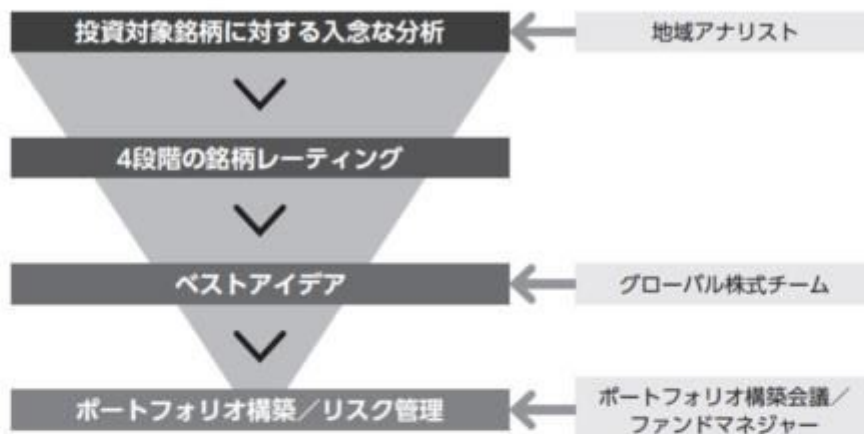 投資対象銘柄に対する入念な分析
地域アナリスト
4段階の銘柄レーティング
ベストアイデア
グローバル株式チーム
ポートフォリオ構築／リスク管理
ポートフォリオ構築会議／
ファンドマネジャー